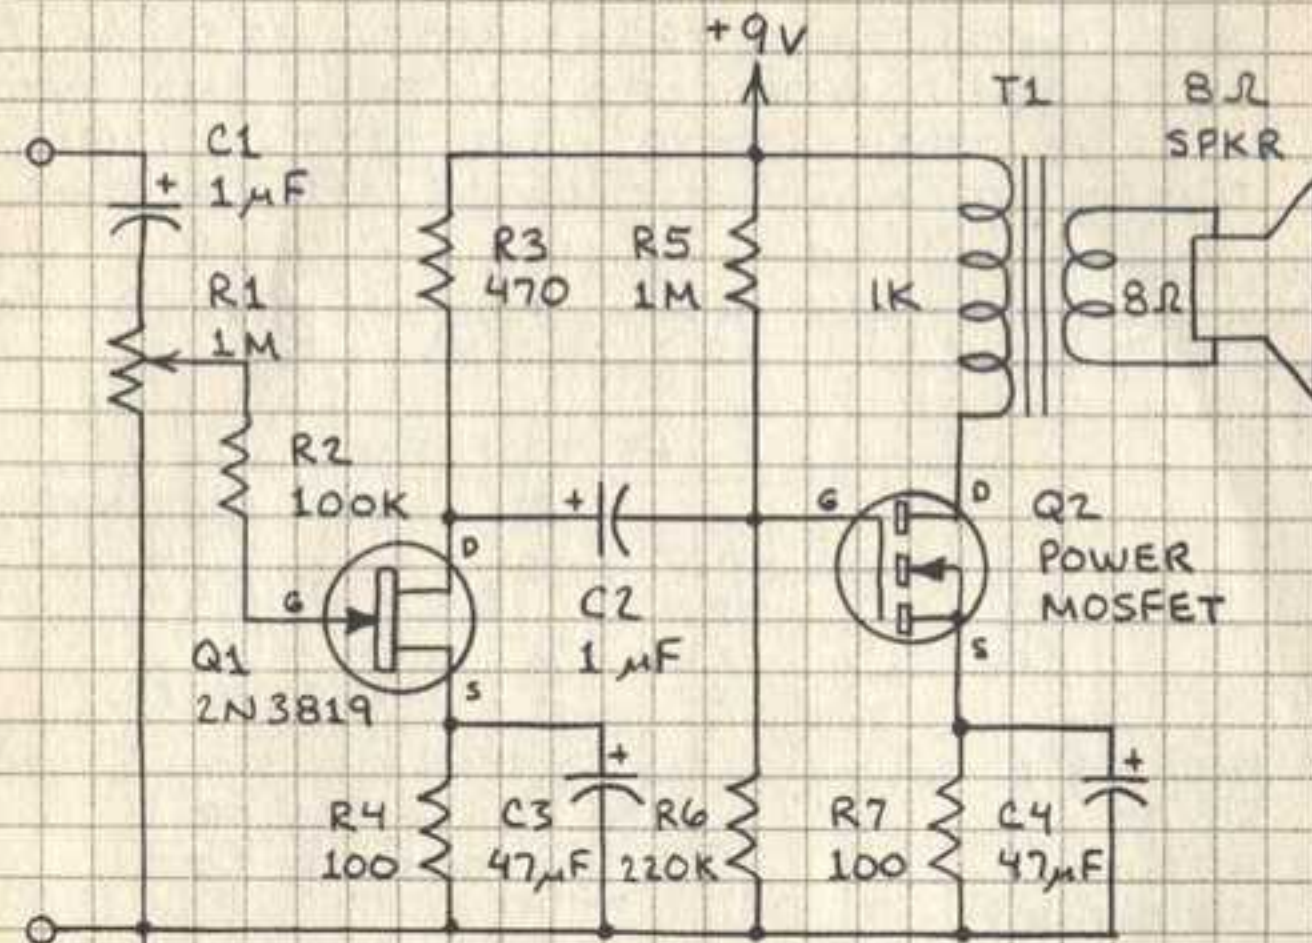 +9V
T1
8Ω
SPKR
C1
+
1μF
R1
1M
R3
470
R5
1M
1K
8Ω
R2
100K
+
G
D
Q2
POWER
MOSFET
D
G
C2
1μF
S
Q1
2N3819
S
+
+
R4
100
C3
47μF
R6
220K
R7
100
C4
47μF